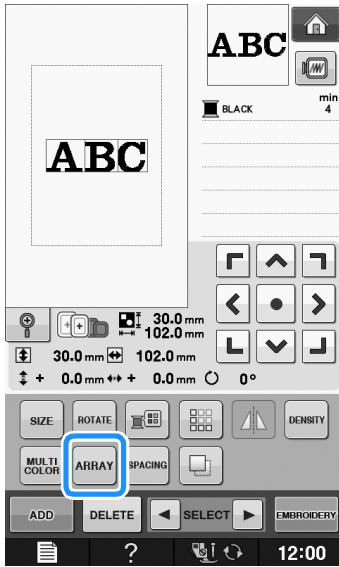 ABC
ABC
min
BLACK 4
30.0 mm
102.0 mm
30.0 mm 102.0 mm
+ 0.0 mm + 0.0 mm 0°
SIZE ROTATE DENSITY
MULTI COLOR ARRAY SPACING
ADD DELETE SELECT EMBROIDERY
? 12:00